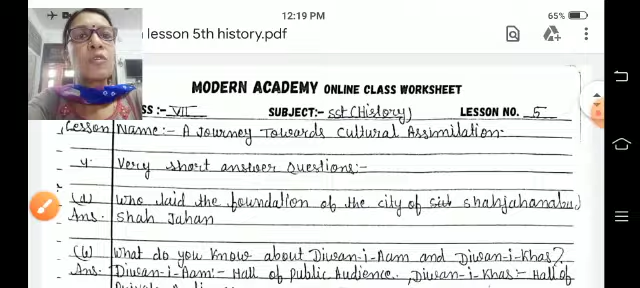 12:19 PM
65%
lesson 5th history.pdf
MODERN ACADEMY ONLINE CLASS WORKSHEET
SS:- VII SUBJECT:- SST (History) LESSON NO. 5
Lesson Name:- A Journey Towards Cultural Assimilation.
Very short answer questions:-
(a) Who laid the foundation of the city of Shahjahanabad
Ans. Shah Jahan
(b) What do you know about Diwan-i-Aam and Diwan-i-Khas?
Ans. Diwan-i-Aam:- Hall of Public Audience., Diwan-i-Khas:- Hall of